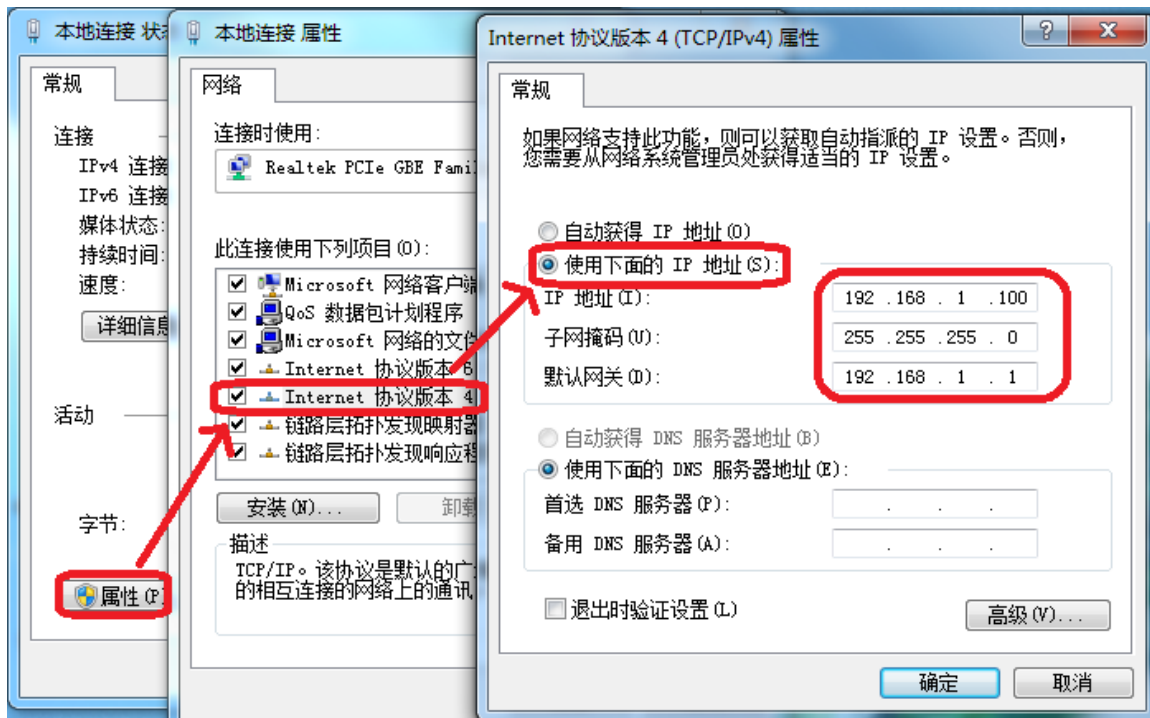 本地连接 状态
常规
连接
IPv4 连接
IPv6 连接
媒体状态:
持续时间:
速度:
详细信息
活动
字节:
属性(P)
本地连接 属性
网络
连接时使用:
Realtek PCIe GBE Famil
此连接使用下列项目(O):
Microsoft 网络客户端
QoS 数据包计划程序
Microsoft 网络的文件
Internet 协议版本 6
Internet 协议版本 4
链路层拓扑发现映射器
链路层拓扑发现响应程
安装(N)...
卸载
描述
TCP/IP。该协议是默认的广
的相互连接的网络上的通讯
Internet 协议版本 4 (TCP/IPv4) 属性
常规
如果网络支持此功能，则可以获取自动指派的 IP 设置。否则，
您需要从网络系统管理员处获得适当的 IP 设置。
自动获得 IP 地址(O)
使用下面的 IP 地址(S):
IP 地址(I): 192 .168 . 1 .100
子网掩码(U): 255 .255 .255 . 0
默认网关(D): 192 .168 . 1 . 1
自动获得 DNS 服务器地址(B)
使用下面的 DNS 服务器地址(E):
首选 DNS 服务器(P): . . .
备用 DNS 服务器(A): . . .
退出时验证设置(L)
高级(V)...
确定
取消